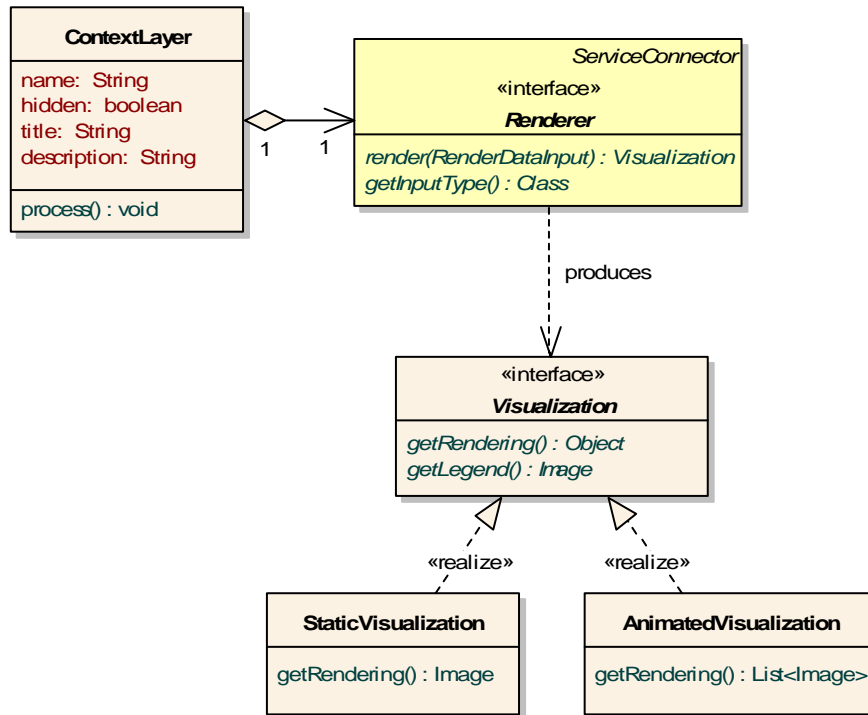 ContextLayer
name: String
hidden: boolean
title: String
description: String
process() : void
1
1
ServiceConnector
«interface»
Renderer
render(RenderDataInput) : Visualization
getInputType() : Class
produces
«interface»
Visualization
getRendering() : Object
getLegend() : Image
«realize»
«realize»
StaticVisualization
getRendering() : Image
AnimatedVisualization
getRendering() : List<Image>